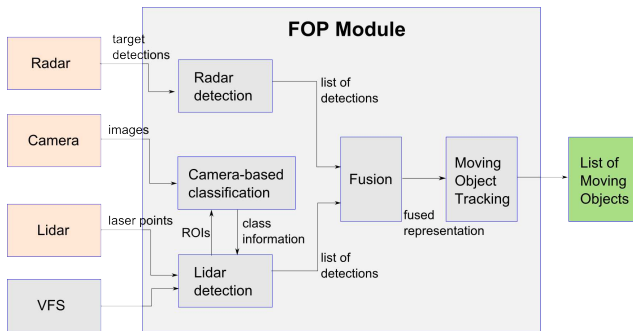 FOP Module
Radar
target
detections
Radar
detection
list of
detections
Camera
images
Camera-based
classification
Fusion
Moving
Object
Tracking
List of
Moving
Objects
fused
representation
Lidar
laser points
ROIs
class
information
Lidar
detection
list of
detections
VFS